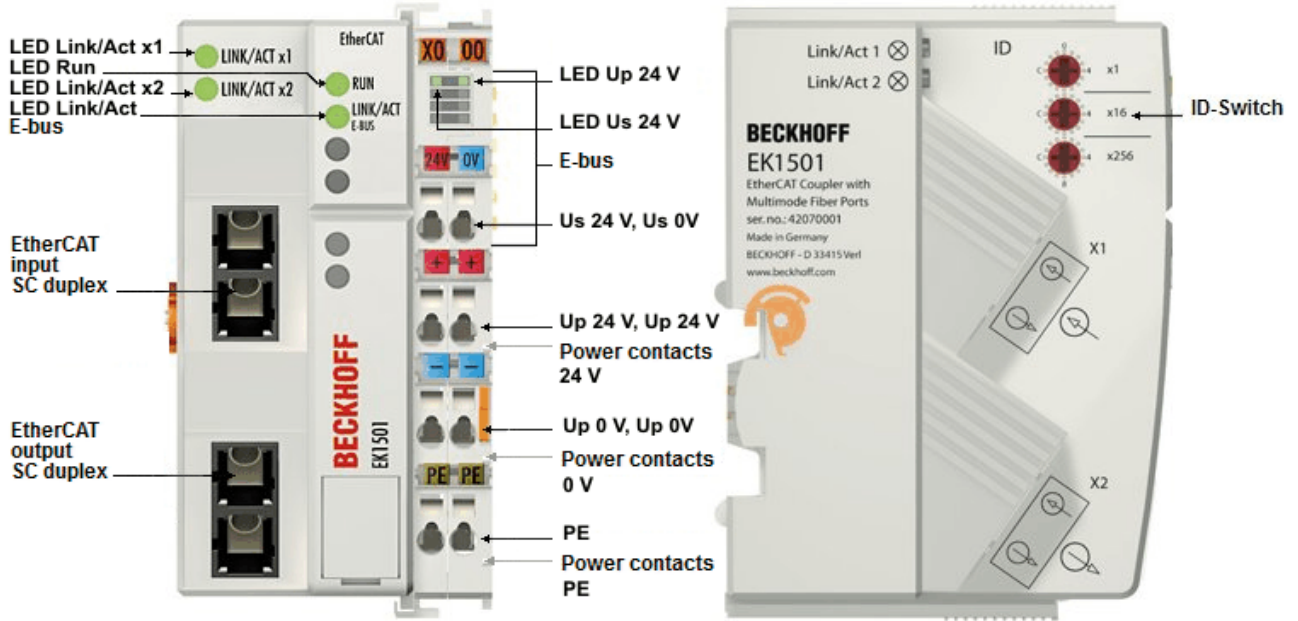 LED Link/Act x1
LED Run
LED Link/Act x2
LED Link/Act
E-bus
EtherCAT
input
SC duplex
EtherCAT
output
SC duplex
LINK/ACT x1
LINK/ACT x2
EtherCAT
RUN
LINK/ACT
E-BUS
BECKHOFF
EK1501
X0 00
24V 0V
+ +
− −
PE PE
LED Up 24 V
LED Us 24 V
E-bus
Us 24 V, Us 0V
Up 24 V, Up 24 V
Power contacts
24 V
Up 0 V, Up 0V
Power contacts
0 V
PE
Power contacts
PE
Link/Act 1
Link/Act 2
BECKHOFF
EK1501
EtherCAT Coupler with
Multimode Fiber Ports
ser. no.: 42070001
Made in Germany
BECKHOFF - D 33415 Verl
www.beckhoff.com
ID
0
C 4 x1
C 4 x16
C 4 x256
8
ID-Switch
X1
X2